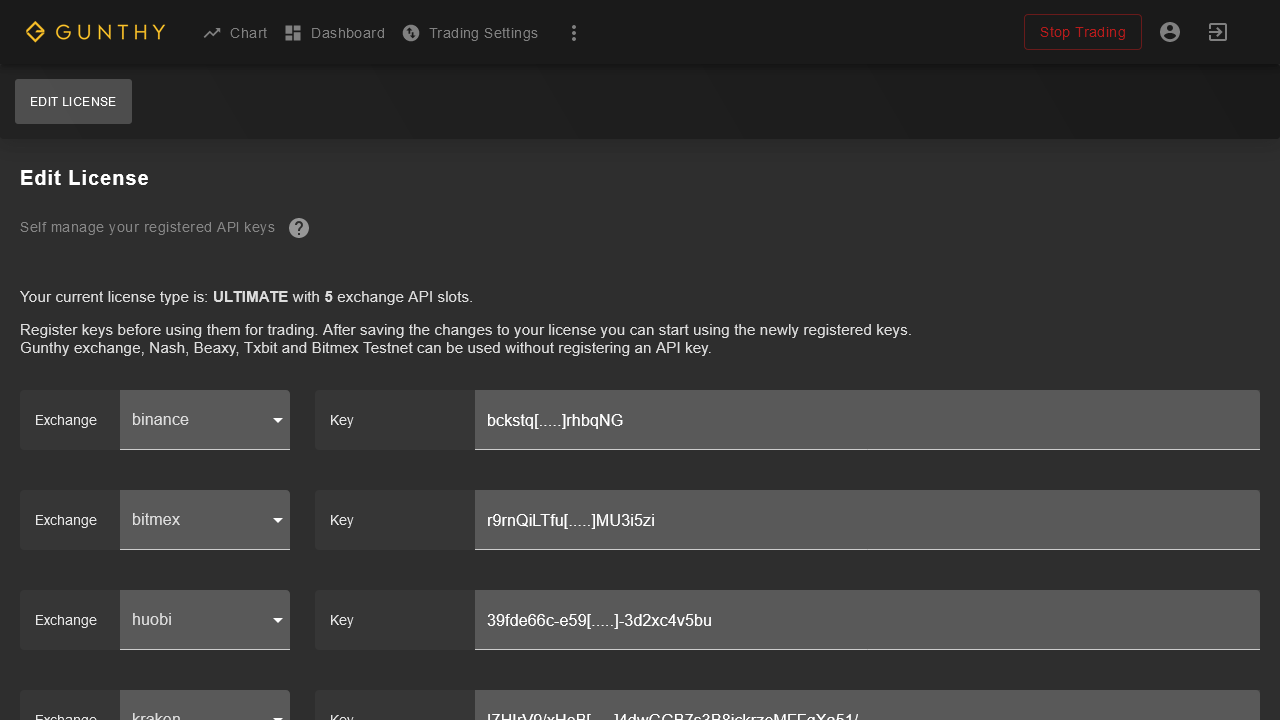 GUNTHY
Chart
Dashboard
Trading Settings
Stop Trading
EDIT LICENSE
Edit License
Self manage your registered API keys
Your current license type is: ULTIMATE with 5 exchange API slots.
Register keys before using them for trading. After saving the changes to your license you can start using the newly registered keys.
Gunthy exchange, Nash, Beaxy, Txbit and Bitmex Testnet can be used without registering an API key.
Exchange binance Key bckstq[.....]rhbqNG
Exchange bitmex Key r9rnQiLTfu[.....]MU3i5zi
Exchange huobi Key 39fde66c-e59[.....]-3d2xc4v5bu
Exchange kraken Key